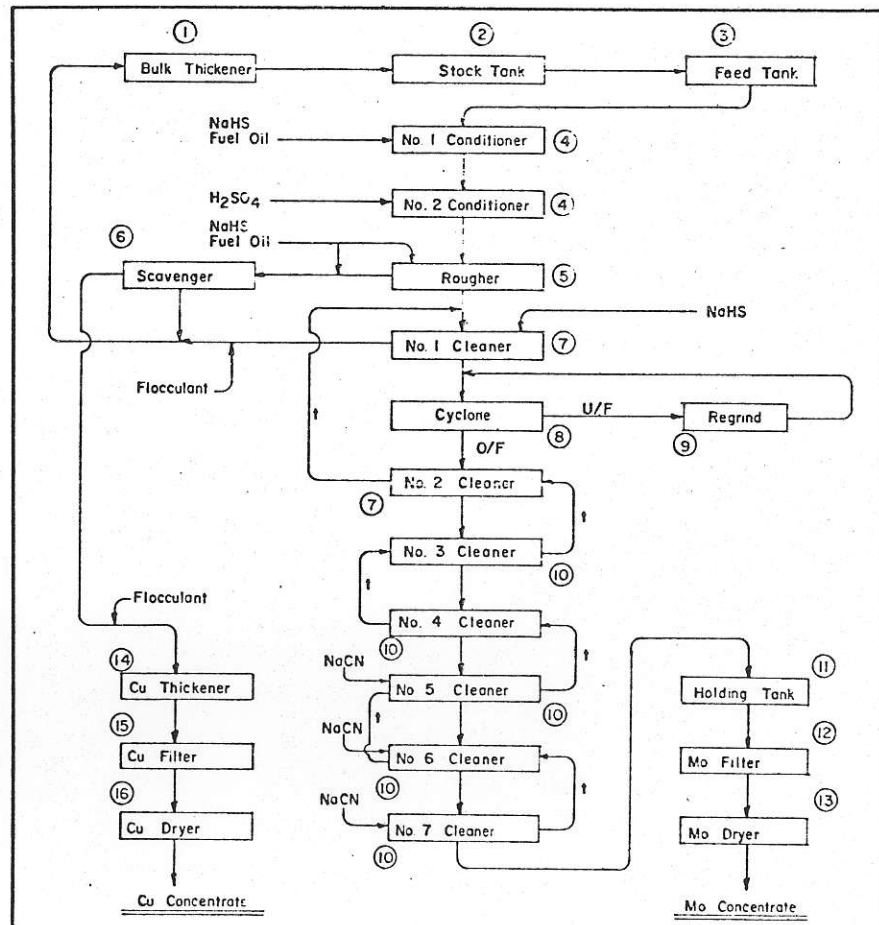 ① ② ③
Bulk Thickener Stock Tank Feed Tank
NaHS
Fuel Oil
No. 1 Conditioner ④
H₂SO₄ No. 2 Conditioner ④
NaHS
Fuel Oil
⑥
Scavenger Rougher ⑤
NaHS
No. 1 Cleaner ⑦
Flocculant
Cyclone U/F Regrind
⑧ ⑨
O/F
t
No. 2 Cleaner
⑦
t
No. 3 Cleaner
⑩
t
Flocculant
No. 4 Cleaner
⑩
t
⑭ NaCN ⑪
Cu Thickener No 5 Cleaner Holding Tank
⑩
t
⑮ NaCN ⑫
Cu Filter No 6 Cleaner Mo Filter
⑩
t
⑯ NaCN ⑬
Cu Dryer No. 7 Cleaner Mo Dryer
⑩
Cu Concentrate Mo Concentrate